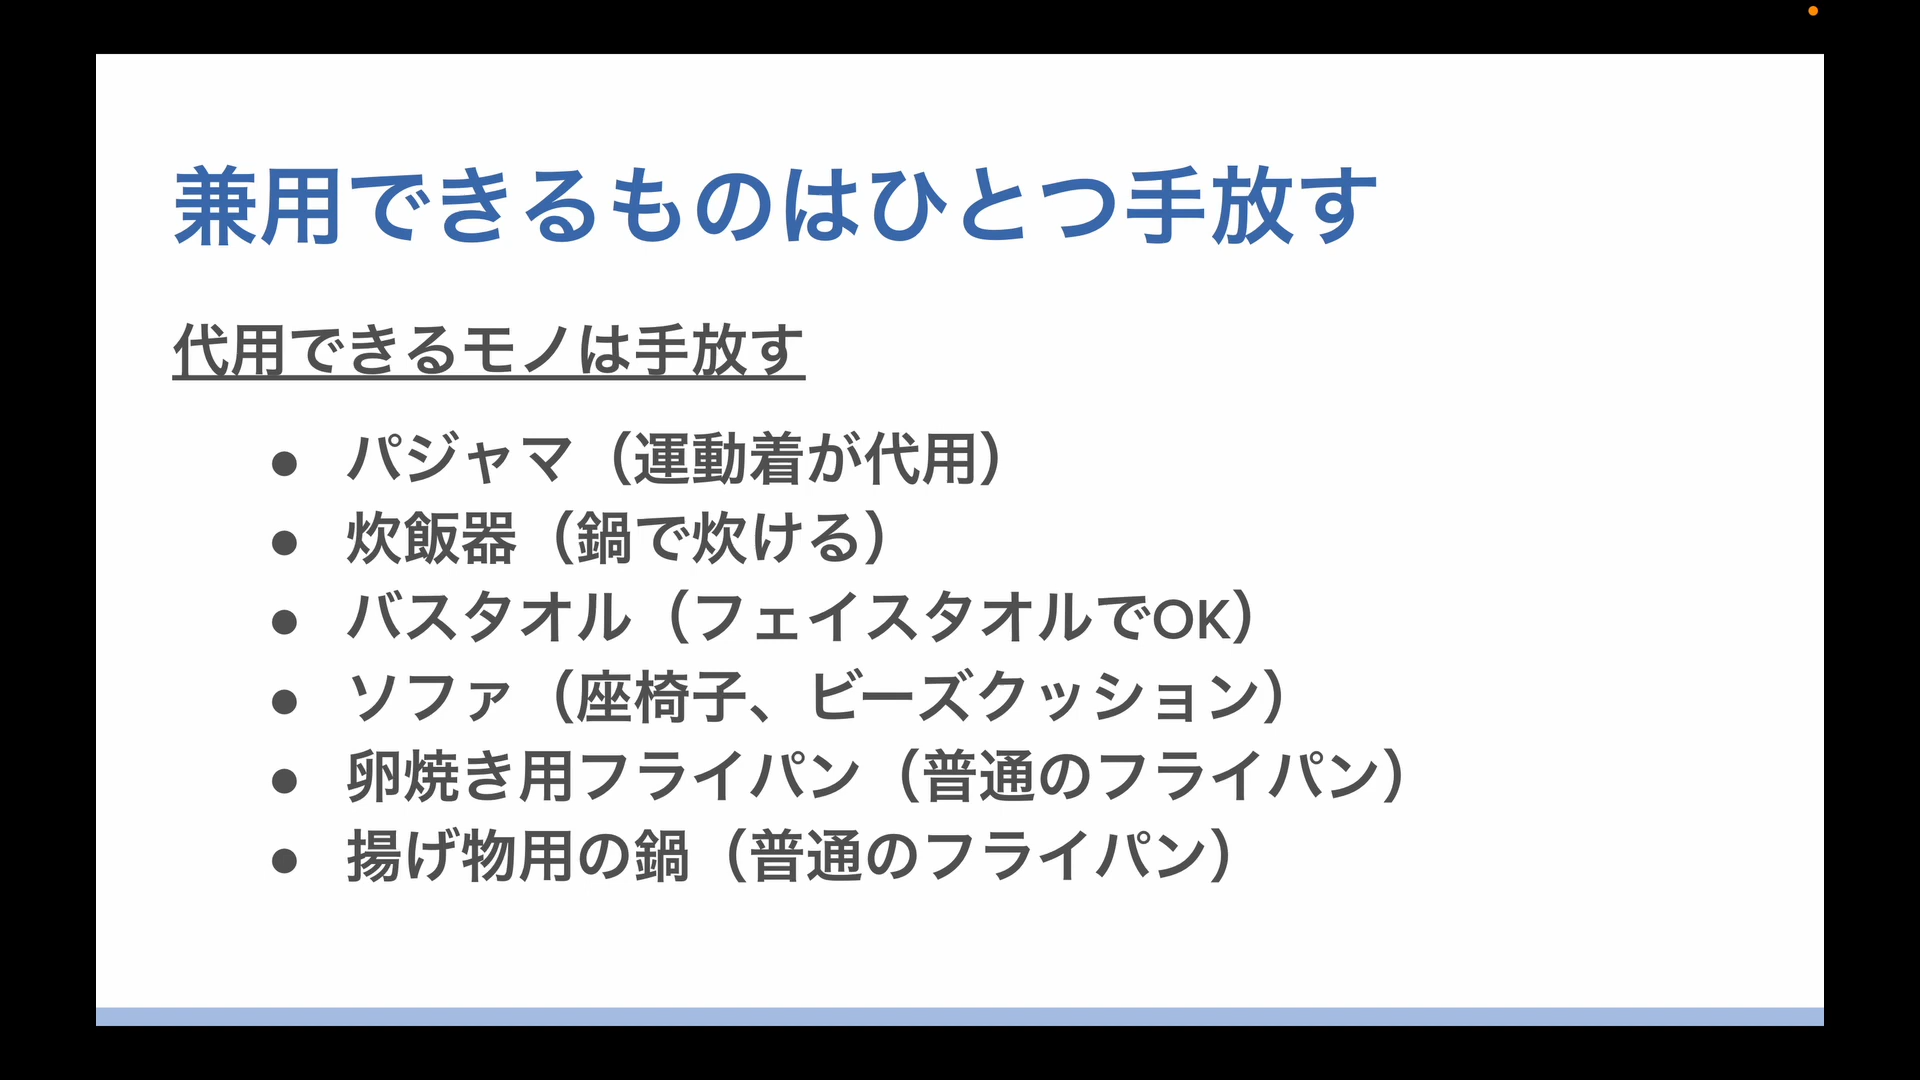 兼用できるものはひとつ手放す
代用できるモノは手放す
● パジャマ（運動着が代用）
● 炊飯器（鍋で炊ける）
● バスタオル（フェイスタオルでOK）
● ソファ（座椅子、ビーズクッション）
● 卵焼き用フライパン（普通のフライパン）
● 揚げ物用の鍋（普通のフライパン）